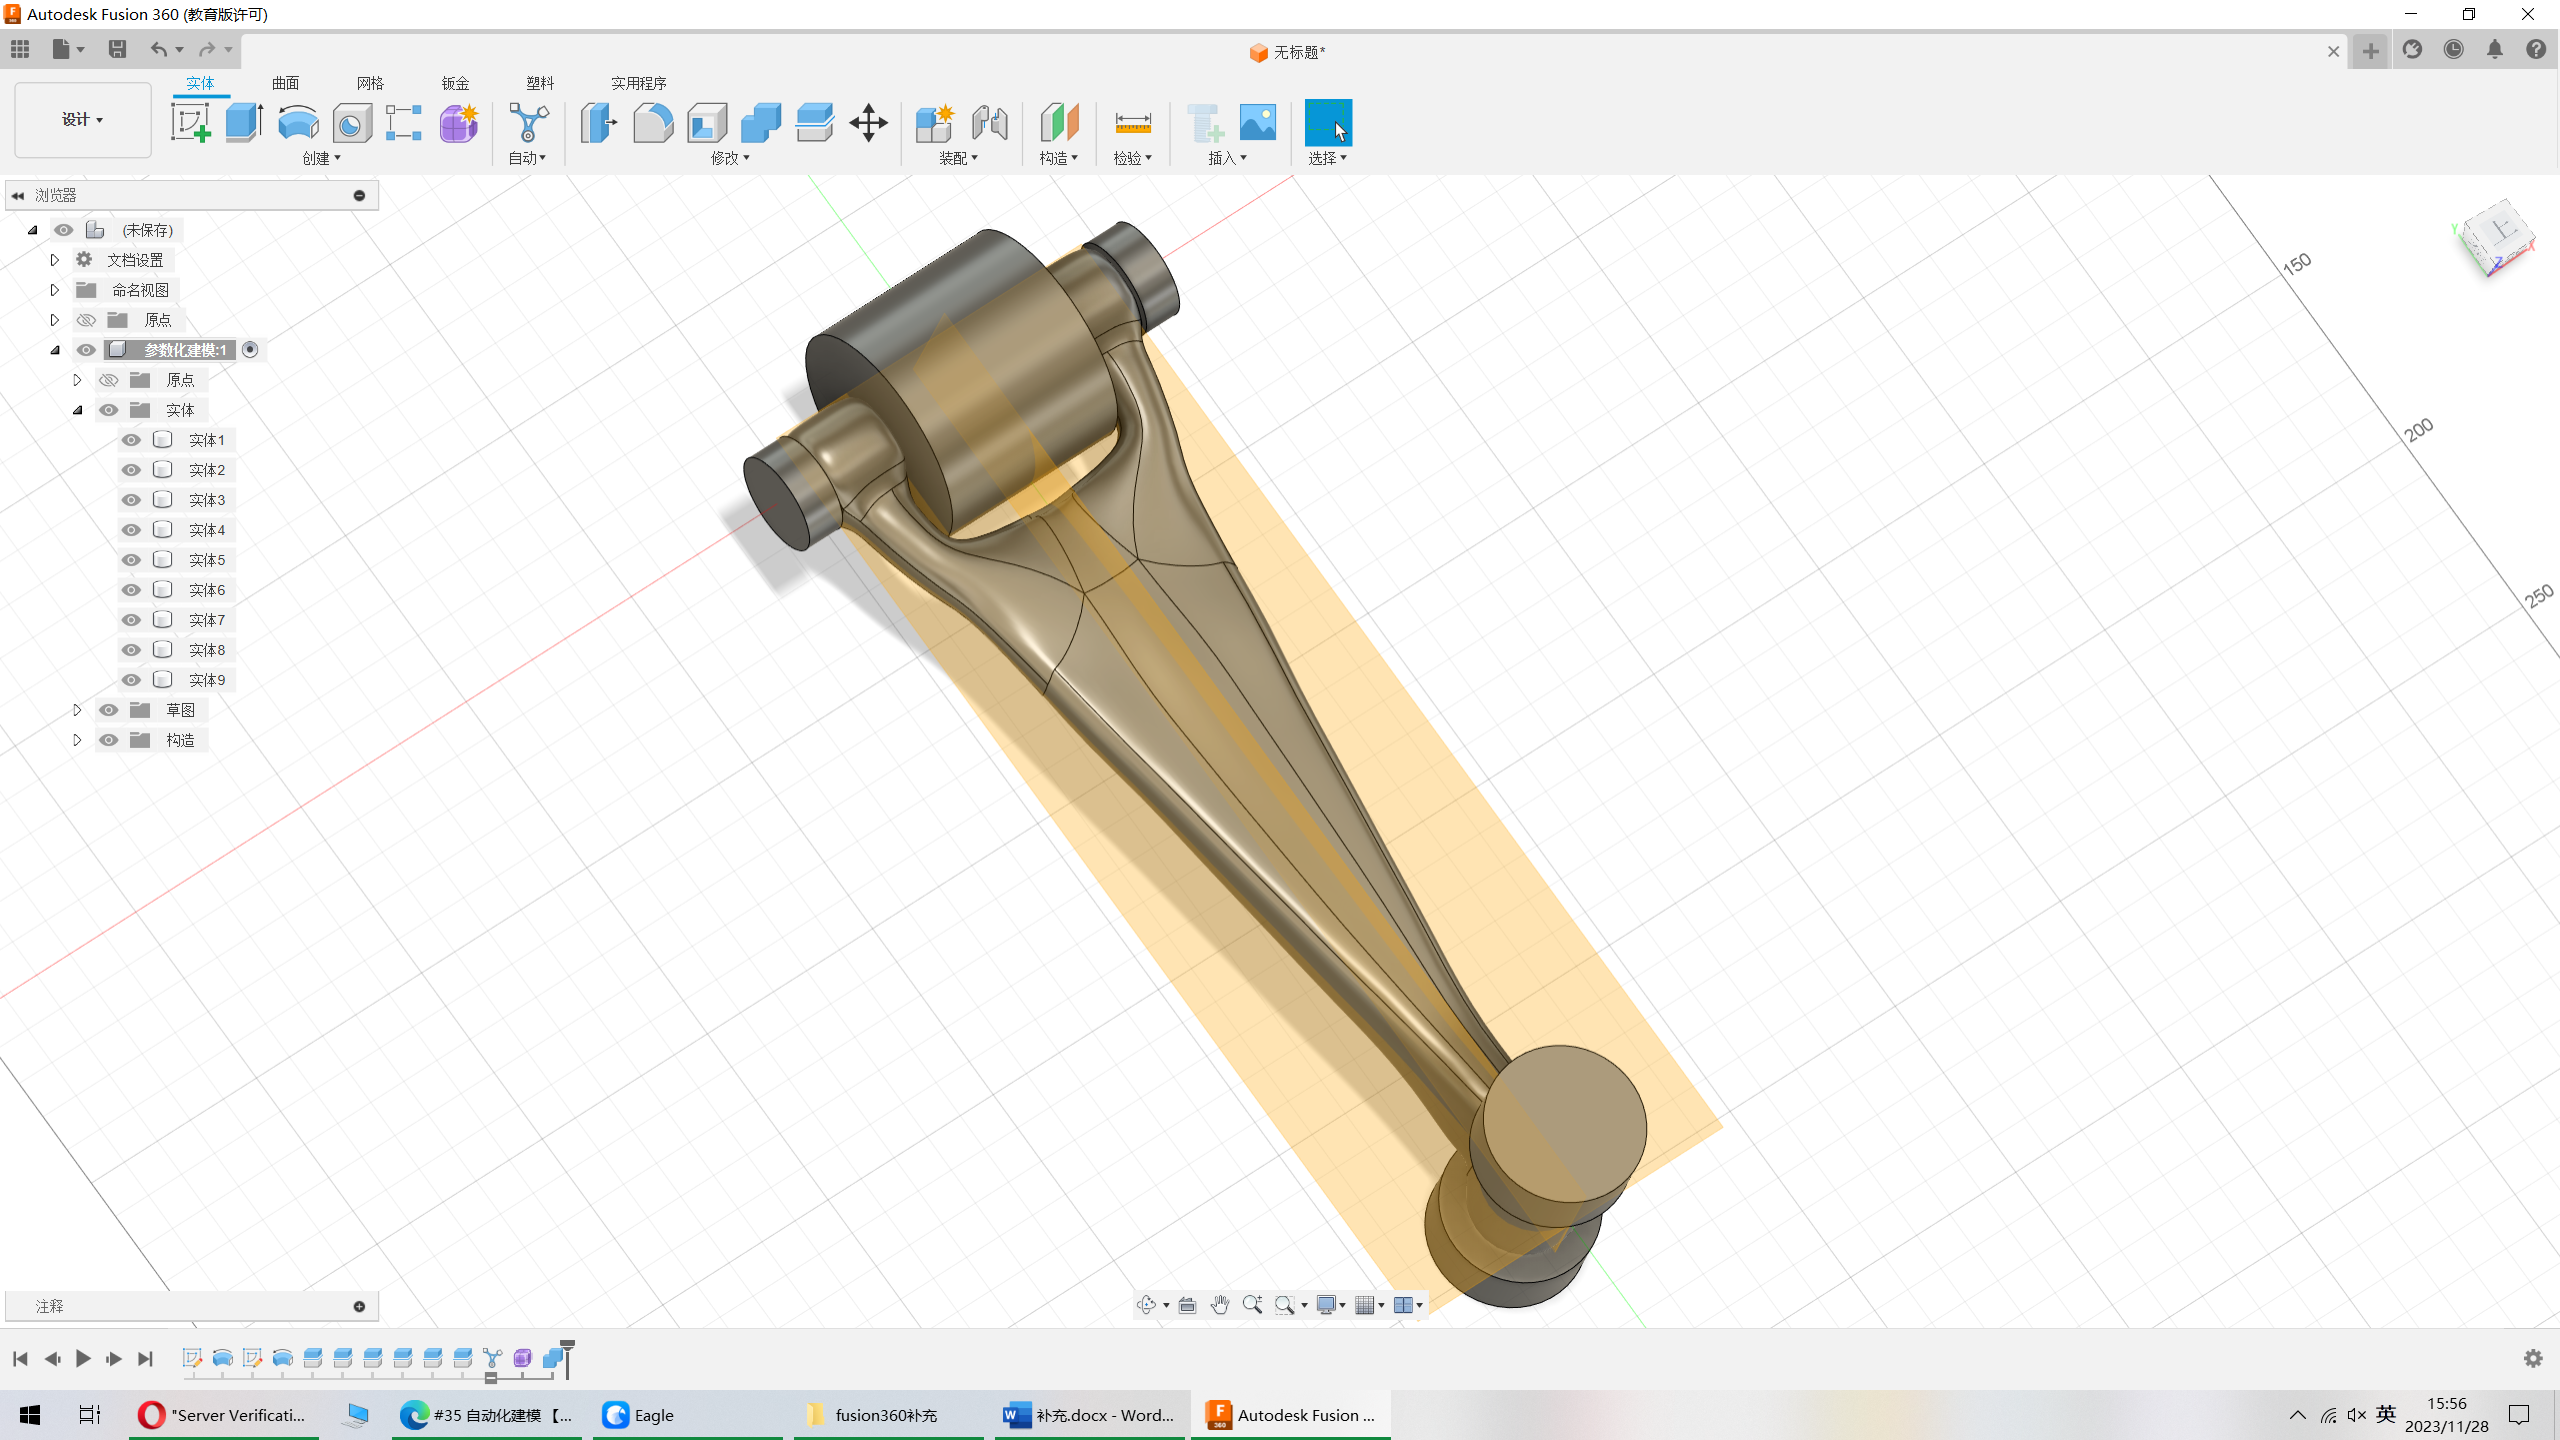 Autodesk Fusion 360 (教育版许可)
无标题*
实体 曲面 网格 钣金 塑料 实用程序
设计
创建 自动 修改 装配 构造 检验 插入 选择
浏览器
(未保存)
文档设置
命名视图
原点
参数化建模:1
原点
实体
实体1
实体2
实体3
实体4
实体5
实体6
实体7
实体8
实体9
草图
构造
150
200
250
上
X
Y
Z
注释
"Server Verificati...
#35 自动化建模【...
Eagle
fusion360补充
补充.docx - Word...
Autodesk Fusion ...
英
15:56
2023/11/28